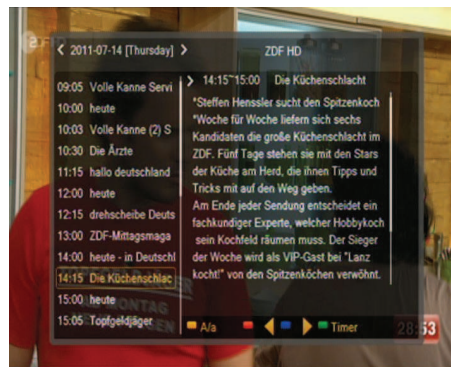 ZDF
< 2011-07-14 [Thursday] >
ZDF HD
09:05 Volle Kanne Servi
10:00 heute
10:03 Volle Kanne (2) S
10:30 Die Ärzte
11:15 hallo deutschland
12:00 heute
12:15 drehscheibe Deuts
13:00 ZDF-Mittagsmaga
14:00 heute - in Deutschl
14:15 Die Küchenschlac
15:00 heute
15:05 Topfgeldjäger
> 14:15~15:00 Die Küchenschlacht
"Steffen Henssler sucht den Spitzenkoch
"Woche für Woche liefern sich sechs
Kandidaten die große Küchenschlacht im
ZDF. Fünf Tage stehen sie mit den Stars
der Küche am Herd, die ihnen Tipps und
Tricks mit auf den Weg geben.
Am Ende jeder Sendung entscheidet ein
fachkundiger Experte, welcher Hobbykoch
sein Kochfeld räumen muss. Der Sieger
der Woche wird als VIP-Gast bei "Lanz
kocht!" von den Spitzenköchen verwöhnt.
MONTAG
A/a
Timer
28:53